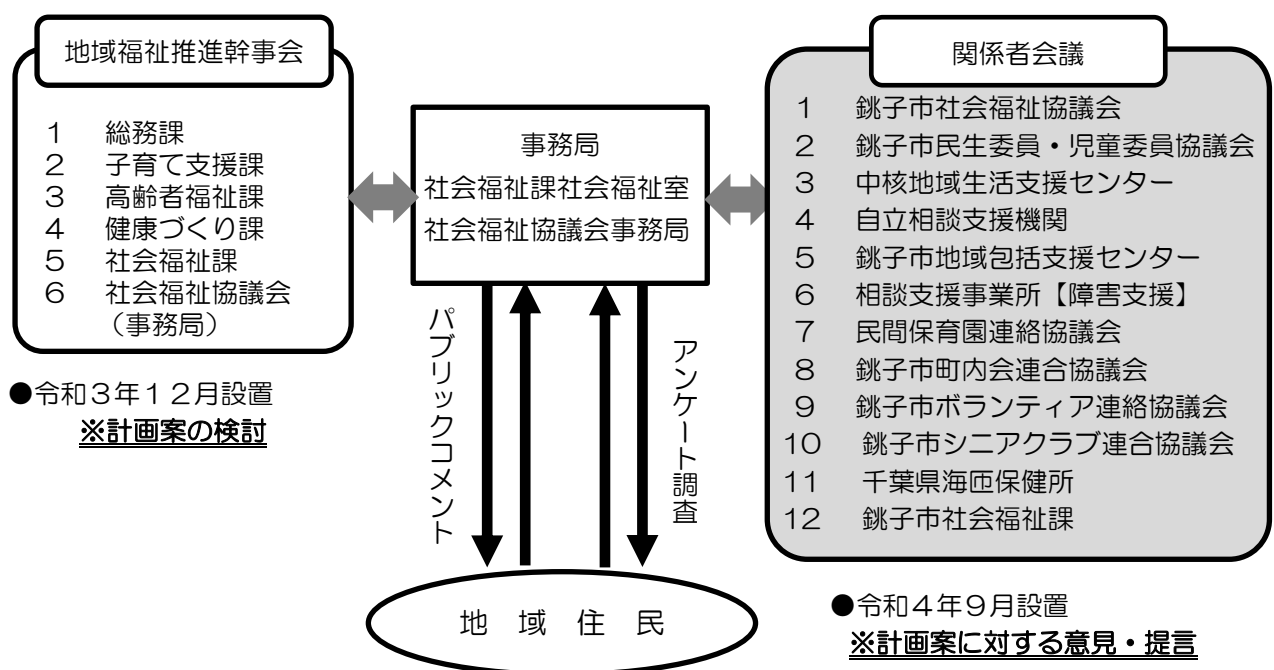 地域福祉推進幹事会
1 総務課
2 子育て支援課
3 高齢者福祉課
4 健康づくり課
5 社会福祉課
6 社会福祉協議会
（事務局）
●令和３年１２月設置
※計画案の検討
事務局
社会福祉課社会福祉室
社会福祉協議会事務局
パブリックコメント
アンケート調査
地 域 住 民
関係者会議
1 銚子市社会福祉協議会
2 銚子市民生委員・児童委員協議会
3 中核地域生活支援センター
4 自立相談支援機関
5 銚子市地域包括支援センター
6 相談支援事業所【障害支援】
7 民間保育園連絡協議会
8 銚子市町内会連合協議会
9 銚子市ボランティア連絡協議会
10 銚子市シニアクラブ連合協議会
11 千葉県海匝保健所
12 銚子市社会福祉課
●令和４年９月設置
※計画案に対する意見・提言